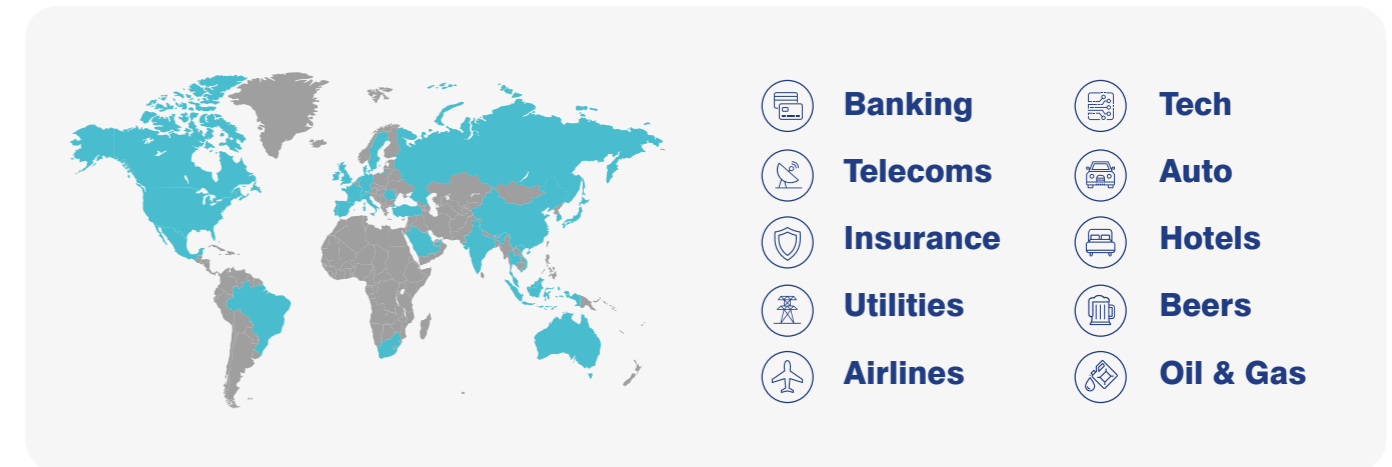 Banking
Telecoms
Insurance
Utilities
Airlines
Tech
Auto
Hotels
Beers
Oil & Gas